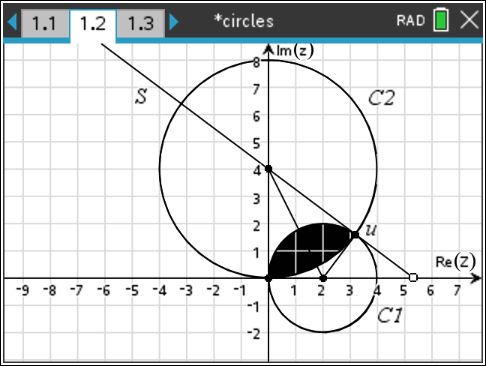 1.1 1.2 1.3 *circles RAD
8 Im(z)
7
S C2
6
5
4
3
2 u
1
Re(z)
-9 -8 -7 -6 -5 -4 -3 -2 -1 1 2 3 4 5 6 7
-1 C1
-2